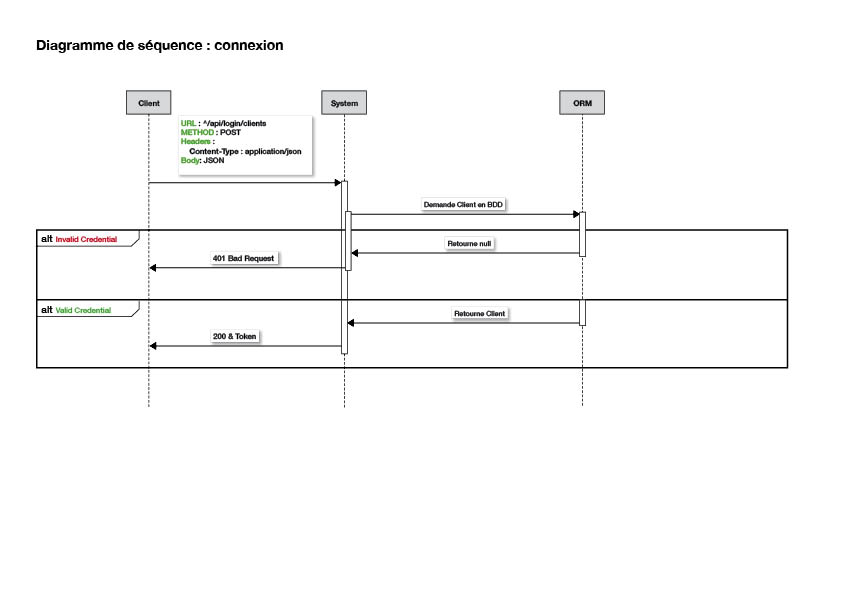 Diagramme de séquence : connexion
Client
System
ORM
URL : ^/api/login/clients
METHOD : POST
Headers :
Content-Type : application/json
Body: JSON
Demande Client en BDD
alt Invalid Credential
Retourne null
401 Bad Request
alt Valid Credential
Retourne Client
200 & Token